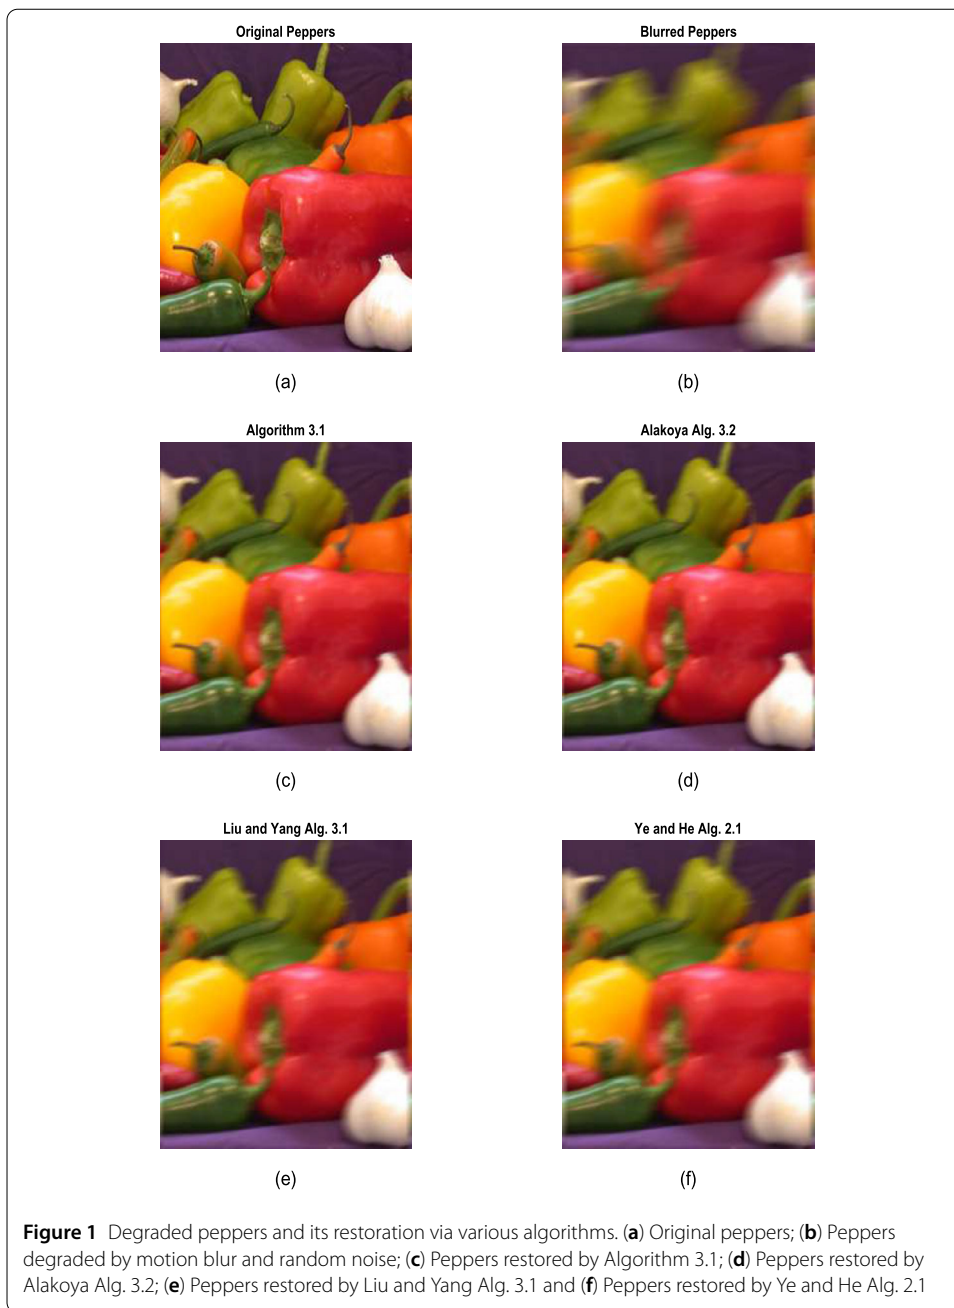 Original Peppers
Blurred Peppers
(a)
(b)
Algorithm 3.1
Alakoya Alg. 3.2
(c)
(d)
Liu and Yang Alg. 3.1
Ye and He Alg. 2.1
(e)
(f)
Figure 1 Degraded peppers and its restoration via various algorithms. (a) Original peppers; (b) Peppers
degraded by motion blur and random noise; (c) Peppers restored by Algorithm 3.1; (d) Peppers restored by
Alakoya Alg. 3.2; (e) Peppers restored by Liu and Yang Alg. 3.1 and (f) Peppers restored by Ye and He Alg. 2.1